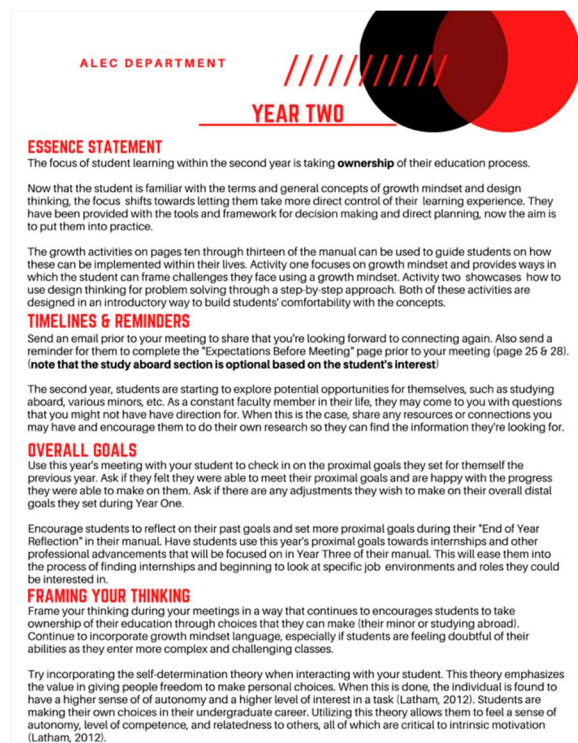 ALEC DEPARTMENT
YEAR TWO
ESSENCE STATEMENT
The focus of student learning within the second year is taking ownership of their education process.
Now that the student is familiar with the terms and general concepts of growth mindset and design
thinking, the focus shifts towards letting them take more direct control of their learning experience. They
have been provided with the tools and framework for decision making and direct planning, now the aim is
to put them into practice.
The growth activities on pages ten through thirteen of the manual can be used to guide students on how
these can be implemented within their lives. Activity one focuses on growth mindset and provides ways in
which the student can frame challenges they face using a growth mindset. Activity two showcases how to
use design thinking for problem solving through a step-by-step approach. Both of these activities are
designed in an introductory way to build students' comfortability with the concepts.
TIMELINES & REMINDERS
Send an email prior to your meeting to share that you're looking forward to connecting again. Also send a
reminder for them to complete the "Expectations Before Meeting" page prior to your meeting (page 25 & 28).
(note that the study aboard section is optional based on the student's interest)
The second year, students are starting to explore potential opportunities for themselves, such as studying
aboard, various minors, etc. As a constant faculty member in their life, they may come to you with questions
that you might not have have direction for. When this is the case, share any resources or connections you
may have and encourage them to do their own research so they can find the information they're looking for.
OVERALL GOALS
Use this year's meeting with your student to check in on the proximal goals they set for themself the
previous year. Ask if they felt they were able to meet their proximal goals and are happy with the progress
they were able to make on them. Ask if there are any adjustments they wish to make on their overall distal
goals they set during Year One.
Encourage students to reflect on their past goals and set more proximal goals during their "End of Year
Reflection" in their manual. Have students use this year's proximal goals towards internships and other
professional advancements that will be focused on in Year Three of their manual. This will ease them into
the process of finding internships and beginning to look at specific job environments and roles they could
be interested in.
FRAMING YOUR THINKING
Frame your thinking during your meetings in a way that continues to encourages students to take
ownership of their education through choices that they can make (their minor or studying abroad).
Continue to incorporate growth mindset language, especially if students are feeling doubtful of their
abilities as they enter more complex and challenging classes.
Try incorporating the self-determination theory when interacting with your student. This theory emphasizes
the value in giving people freedom to make personal choices. When this is done, the individual is found to
have a higher sense of of autonomy and a higher level of interest in a task (Latham, 2012). Students are
making their own choices in their undergraduate career. Utilizing this theory allows them to feel a sense of
autonomy, level of competence, and relatedness to others, all of which are critical to intrinsic motivation
(Latham, 2012).